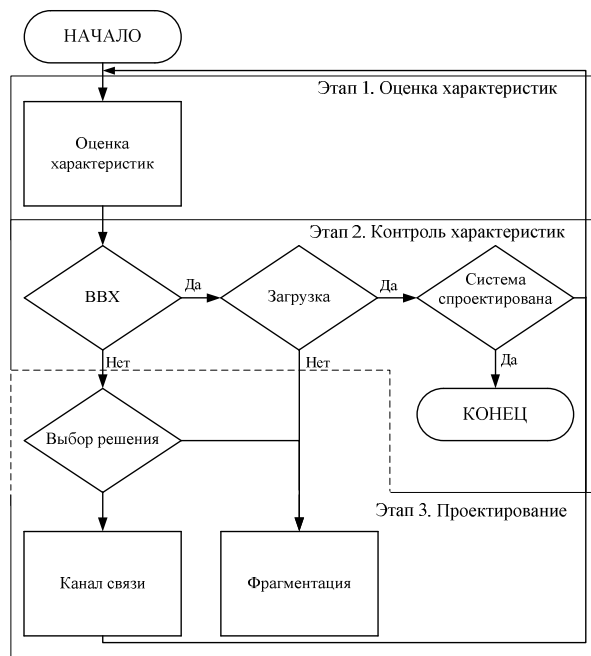 НАЧАЛО
Этап 1. Оценка характеристик
Оценка
характеристик
Этап 2. Контроль характеристик
ВВХ
Да
Загрузка
Да
Система
спроектирована
Нет
Нет
Да
КОНЕЦ
Выбор решения
Этап 3. Проектирование
Канал связи
Фрагментация